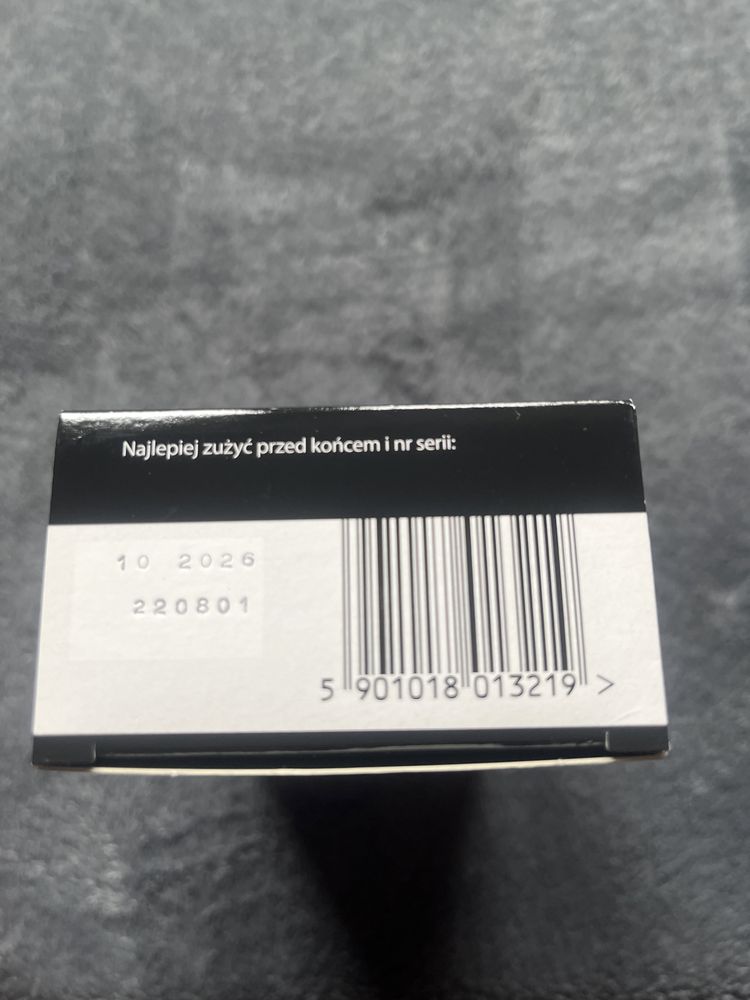 Najlepiej zużyć przed końcem i nr serii:
10 2026
220801
5 901018 013219 >